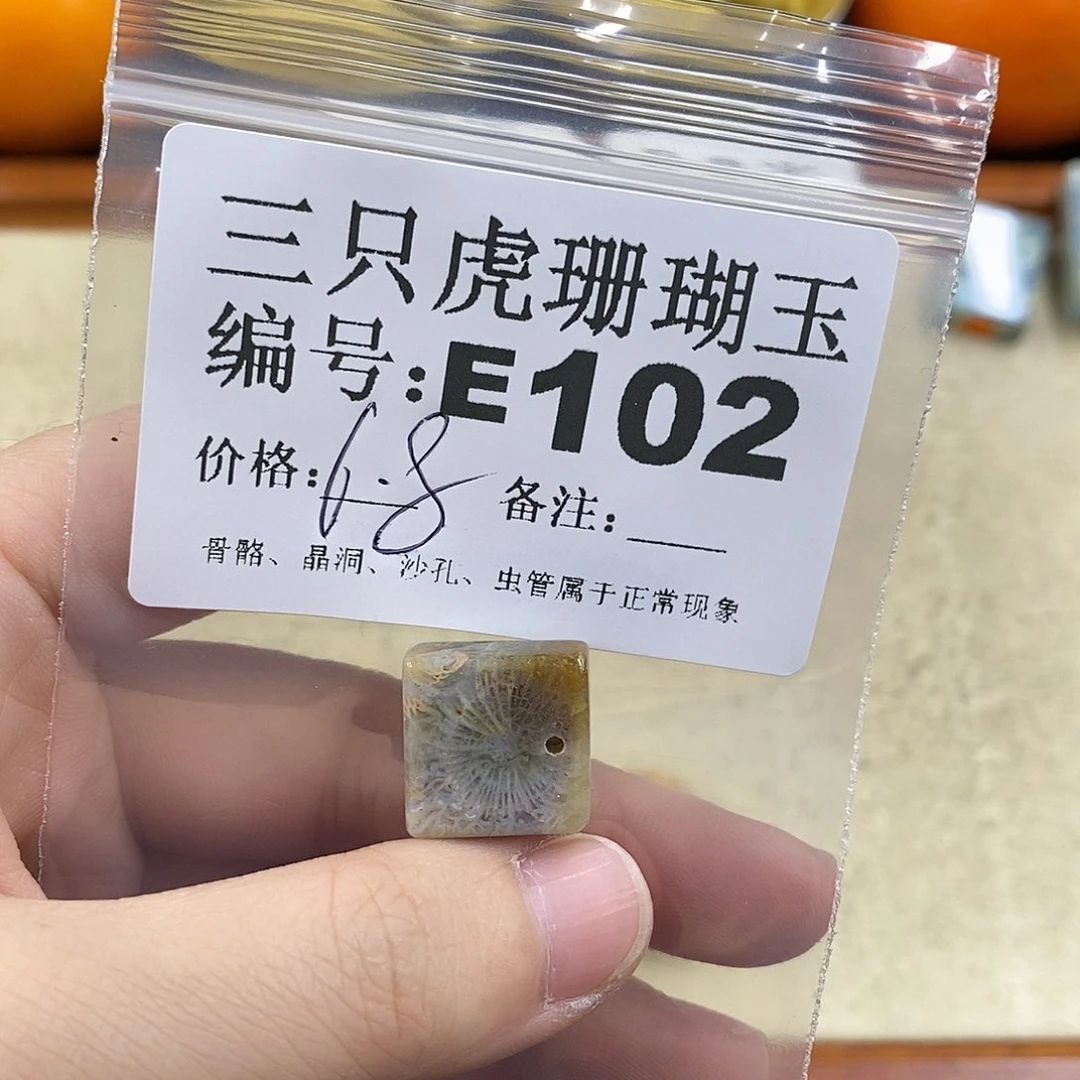 三只虎珊瑚玉
编号:E102
价格:6.8 备注:___
骨骼、晶洞、沙孔、虫管属于正常现象